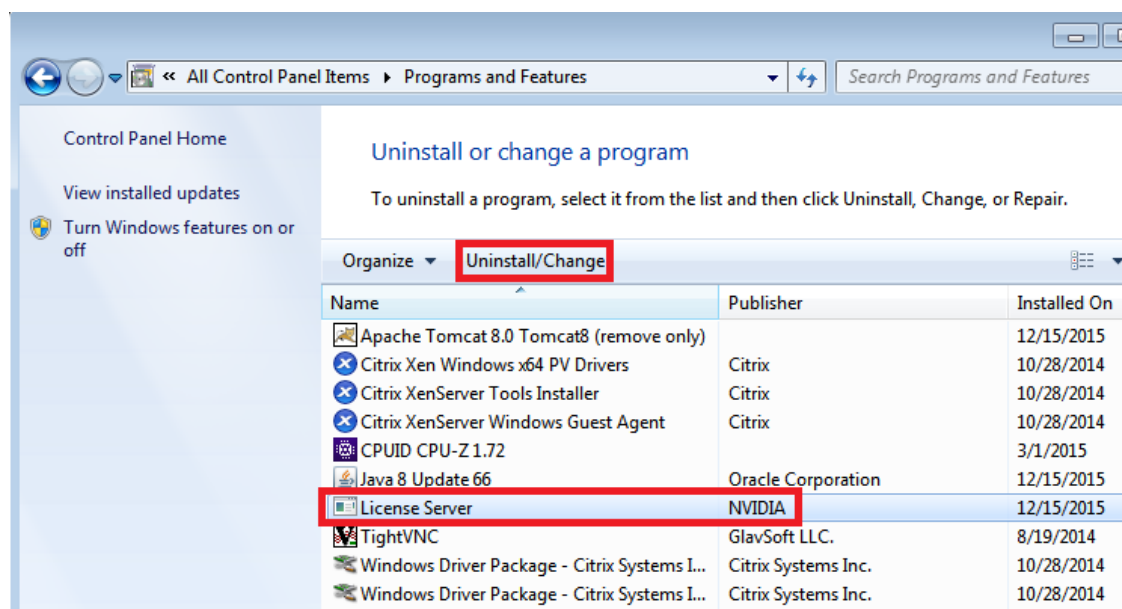 « All Control Panel Items ▸ Programs and Features
Search Programs and Features
Control Panel Home
View installed updates
Turn Windows features on or
off
Uninstall or change a program
To uninstall a program, select it from the list and then click Uninstall, Change, or Repair.
Organize Uninstall/Change
Name Publisher Installed On
Apache Tomcat 8.0 Tomcat8 (remove only) 12/15/2015
Citrix Xen Windows x64 PV Drivers Citrix 10/28/2014
Citrix XenServer Tools Installer Citrix 10/28/2014
Citrix XenServer Windows Guest Agent Citrix 10/28/2014
CPUID CPU-Z 1.72 3/1/2015
Java 8 Update 66 Oracle Corporation 12/15/2015
License Server NVIDIA 12/15/2015
TightVNC GlavSoft LLC. 8/19/2014
Windows Driver Package - Citrix Systems I... Citrix Systems Inc. 10/28/2014
Windows Driver Package - Citrix Systems I... Citrix Systems Inc. 10/28/2014